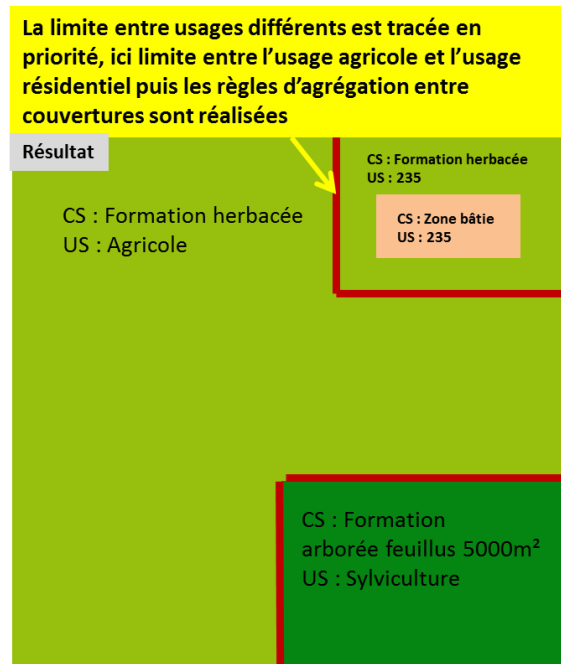 La limite entre usages différents est tracée en
priorité, ici limite entre l’usage agricole et l’usage
résidentiel puis les règles d’agrégation entre
couvertures sont réalisées
Résultat
CS : Formation herbacée
US : 235
CS : Zone bâtie
US : 235
CS : Formation herbacée
US : Agricole
CS : Formation
arborée feuillus 5000m²
US : Sylviculture